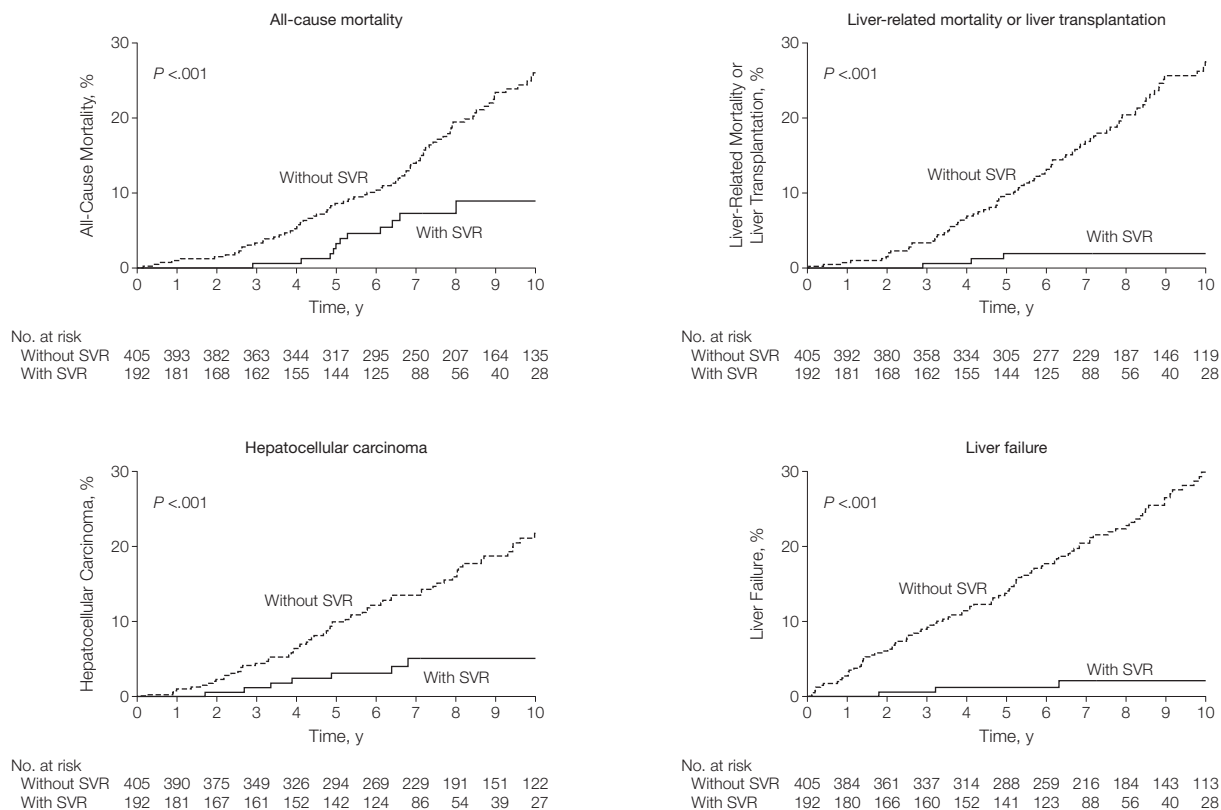 All-cause mortality
30
20
10
0
All-Cause Mortality, %
P <.001
Without SVR
With SVR
0 1 2 3 4 5 6 7 8 9 10
Time, y
No. at risk
Without SVR 405 393 382 363 344 317 295 250 207 164 135
With SVR 192 181 168 162 155 144 125 88 56 40 28
Liver-related mortality or liver transplantation
30
20
10
0
Liver-Related Mortality or
Liver Transplantation, %
P <.001
Without SVR
With SVR
0 1 2 3 4 5 6 7 8 9 10
Time, y
No. at risk
Without SVR 405 392 380 358 334 305 277 229 187 146 119
With SVR 192 181 168 162 155 144 125 88 56 40 28
Hepatocellular carcinoma
30
20
10
0
Hepatocellular Carcinoma, %
P <.001
Without SVR
With SVR
0 1 2 3 4 5 6 7 8 9 10
Time, y
No. at risk
Without SVR 405 390 375 349 326 294 269 229 191 151 122
With SVR 192 181 167 161 152 142 124 86 54 39 27
Liver failure
30
20
10
0
Liver Failure, %
P <.001
Without SVR
With SVR
0 1 2 3 4 5 6 7 8 9 10
Time, y
No. at risk
Without SVR 405 384 361 337 314 288 259 216 184 143 113
With SVR 192 180 166 160 152 141 123 88 56 40 28